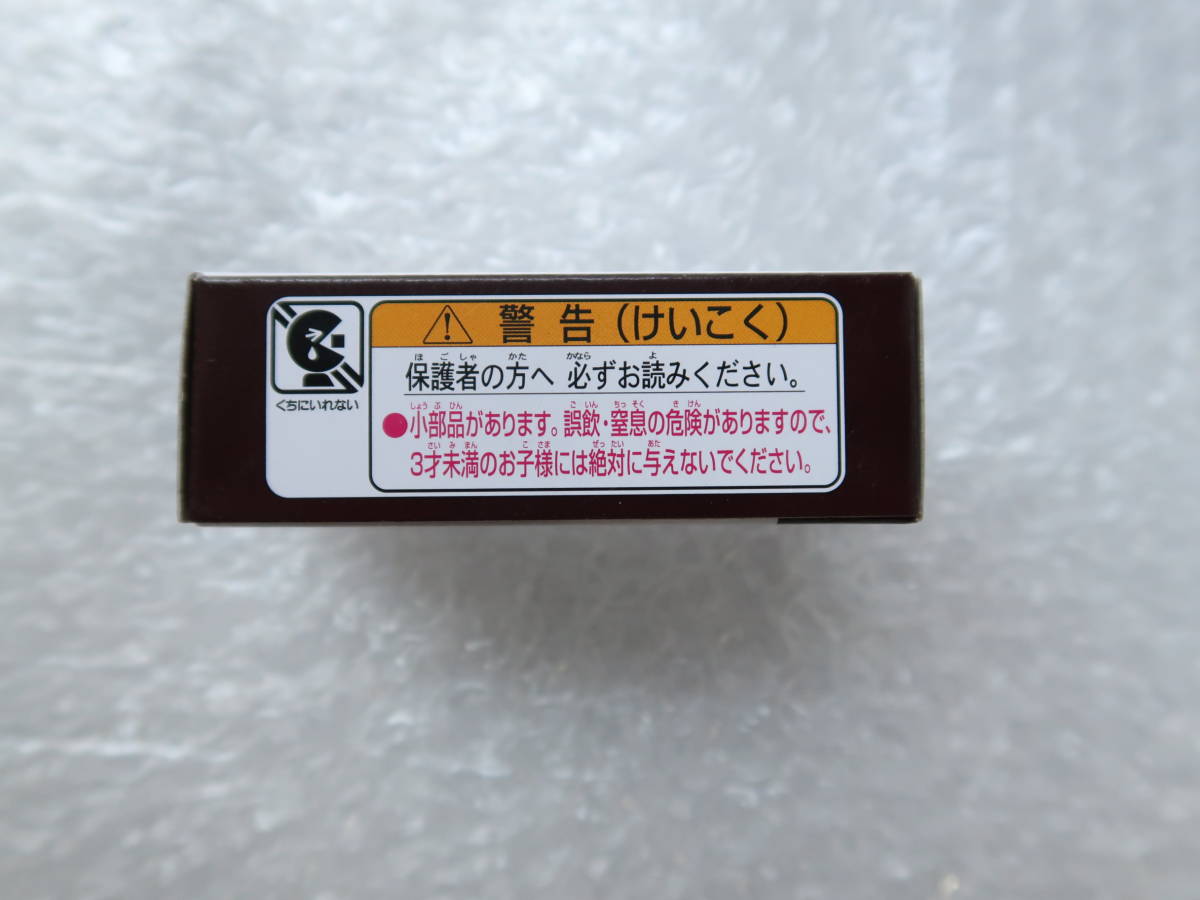 警告(けいこく)
ほごしゃ かた かなら よ
保護者の方へ 必ずお読みください。
しょうぶひん ごいん ちっそく きけん
●小部品があります。誤飲・窒息の危険がありますので、
さいみまん こさま ぜったい あた
3才未満のお子様には絶対に与えないでください。
くちにいれない